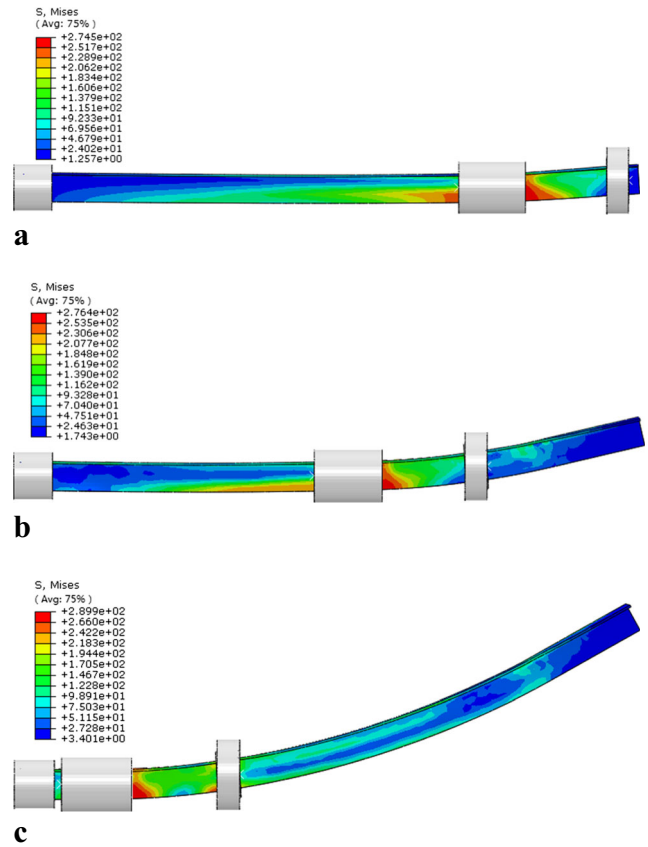 S, Mises
(Avg: 75%)
+2.745e+02
+2.517e+02
+2.289e+02
+2.062e+02
+1.834e+02
+1.606e+02
+1.379e+02
+1.151e+02
+9.233e+01
+6.956e+01
+4.679e+01
+2.402e+01
+1.257e+00
a
S, Mises
(Avg: 75%)
+2.764e+02
+2.535e+02
+2.306e+02
+2.077e+02
+1.848e+02
+1.619e+02
+1.390e+02
+1.162e+02
+9.328e+01
+7.040e+01
+4.751e+01
+2.463e+01
+1.743e+00
b
S, Mises
(Avg: 75%)
+2.899e+02
+2.660e+02
+2.422e+02
+2.183e+02
+1.944e+02
+1.705e+02
+1.467e+02
+1.228e+02
+9.891e+01
+7.503e+01
+5.115e+01
+2.728e+01
+3.401e+00
c